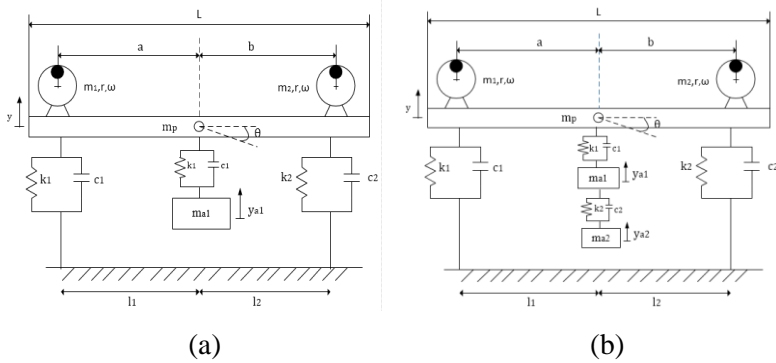 L
a b
m1,r,ω m2,r,ω
y
mp θ
k1 c1 k1 c1 k2 c2
ma1 ya1
l1 l2
(a)
L
a b
m1,r,ω m2,r,ω
y
mp θ
k1 c1
k1 c1 k2 c2
ma1 ya1
k2 c2
ma2 ya2
l1 l2
(b)